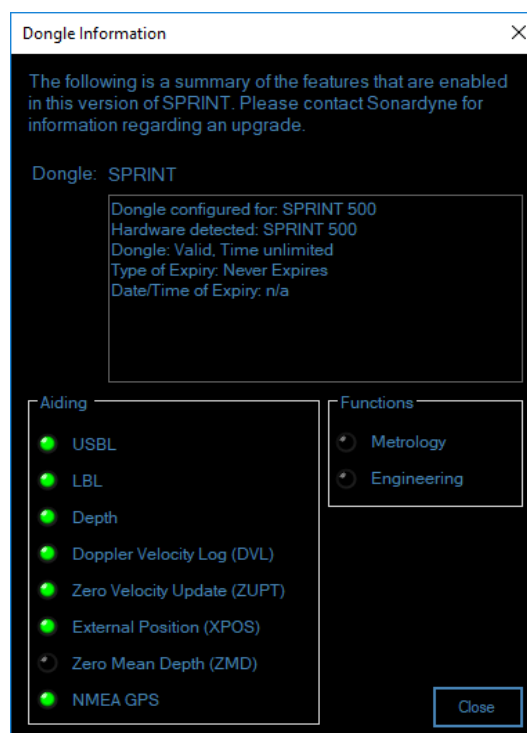 Dongle Information
The following is a summary of the features that are enabled
in this version of SPRINT. Please contact Sonardyne for
information regarding an upgrade.
Dongle: SPRINT
Dongle configured for: SPRINT 500
Hardware detected: SPRINT 500
Dongle: Valid, Time unlimited
Type of Expiry: Never Expires
Date/Time of Expiry: n/a
Aiding
USBL
LBL
Depth
Doppler Velocity Log (DVL)
Zero Velocity Update (ZUPT)
External Position (XPOS)
Zero Mean Depth (ZMD)
NMEA GPS
Functions
Metrology
Engineering
Close